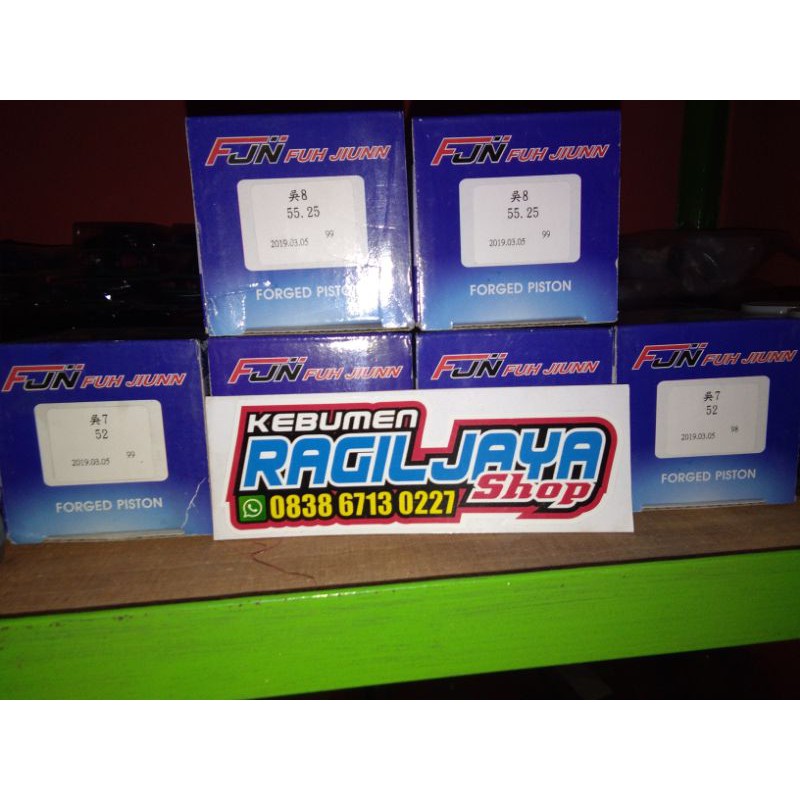 FJN FUH JIUNN
吳8
55.25
2019.03.05 99
FORGED PISTON
FJN FUH JIUNN
吳8
55.25
2019.03.05 99
FORGED PISTON
FJN FUH JIUNN
吳7
52
2019.03.05 99
FORGED PISTON
FJN FUH JIUNN
FJN FUH JIUNN
FJN FUH JIUNN
吳7
52
2019.03.05 98
FORGED PISTON
KEBUMEN
RAGIL JAYA
Shop
0838 6713 0227